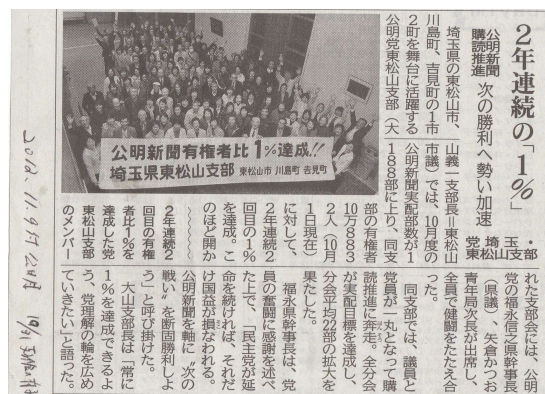 ２年連続の「１％」
公明新聞
購読推進
次の勝利へ勢い加速
党埼玉・
東松山支部
埼玉県の東松山市、
川島町、吉見町の１市
２町を舞台に活躍する
公明党東松山支部（大
公明新聞有権者比１％達成!!
埼玉県東松山支部 東松山市 川島町 吉見町
山義一支部長＝東松山
市議）では、10月度の
公明新聞実配部数が１
１８８部に上り、同支
部の有権者
10万８８３
２人（10月
１日現在）
に対して、
２年連続２
回目の１％
を達成。こ
のほど開か
２年連続２
回目の有権
者比１％を
達成した党
東松山支部
のメンバー
れた支部会には、公明
党の福永信之県幹事長
（県議）、矢倉かつお
青年局次長が出席し、
全員で健闘をたたえ合
った。
同支部では、議員と
党員が一丸となって購
読推進に奔走。全分会
が実配目標を達成し、
分会平均22部の拡大を
果たした。
福永県幹事長は、党
員の奮闘に感謝を述べ
た上で、「民主党が延
命を続ければ、それだ
け国益が損なわれる。
公明新聞を軸に〝次の
戦い〟を断固勝利しよ
う」と呼び掛けた。
大山支部長は「常に
１％を達成できるよ
う、党理解の輪を広め
ていきたい」と語った。
2012.11.9付